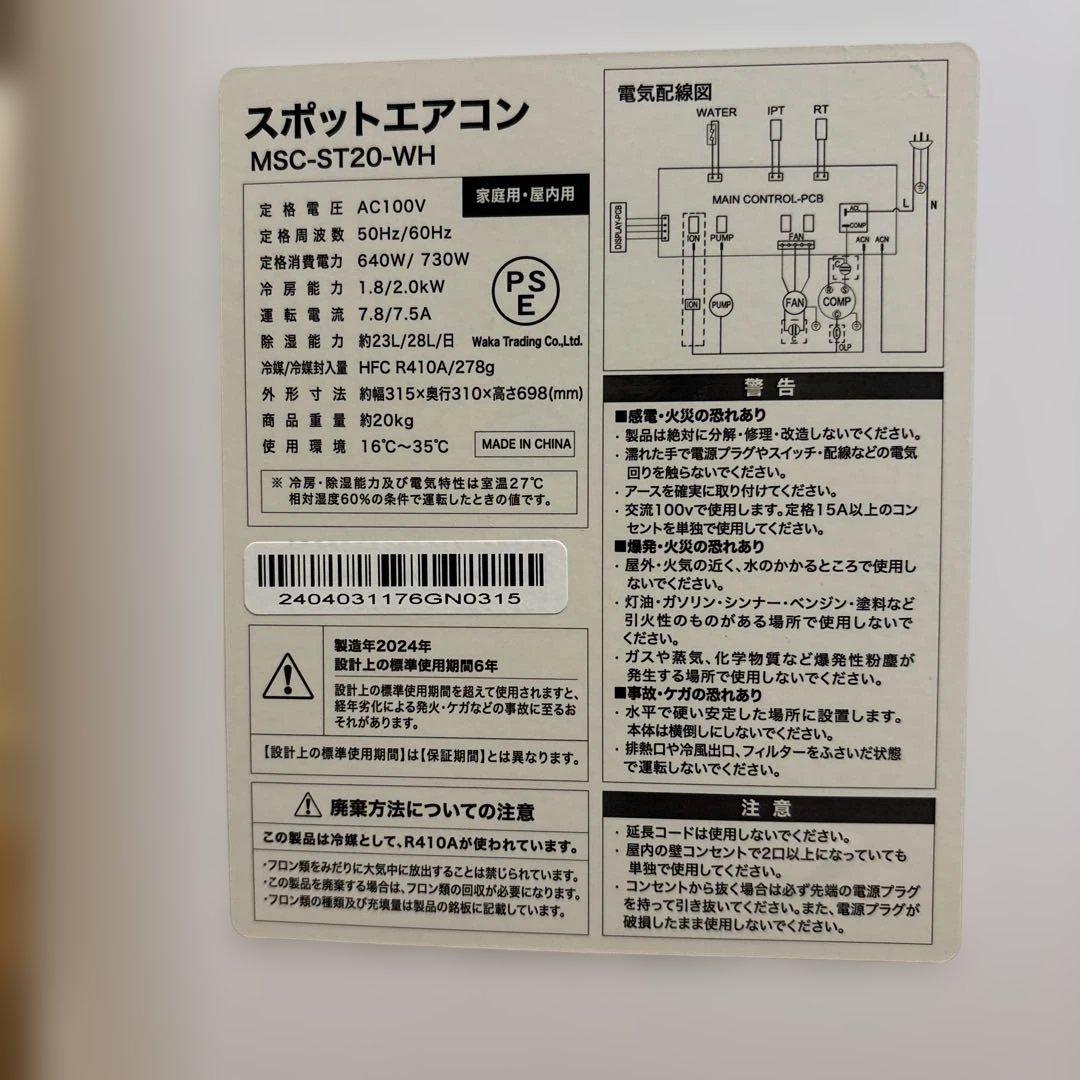 スポットエアコン
MSC-ST20-WH
家庭用・屋内用
定格電圧 AC100V
定格周波数 50Hz/60Hz
定格消費電力 640W/ 730W
冷房能力 1.8/2.0kW
運転電流 7.8/7.5A
除湿能力 約23L/28L/日
PS
E
Waka Trading Co.,Ltd.
冷媒/冷媒封入量 HFC R410A/278g
外形寸法 約幅315×奥行310×高さ698(mm)
商品重量 約20kg
使用環境 16℃〜35℃
MADE IN CHINA
※ 冷房・除湿能力及び電気特性は室温27℃
相対湿度60%の条件で運転したときの値です。
2404031176GN0315
製造年2024年
設計上の標準使用期間6年
設計上の標準使用期間を超えて使用されますと、
経年劣化による発火・ケガなどの事故に至るお
それがあります。
【設計上の標準使用期間】は【保証期間】とは異なります。
廃棄方法についての注意
この製品は冷媒として、R410Aが使われています。
・フロン類をみだりに大気中に放出することは禁じられています。
・この製品を廃棄する場合は、フロン類の回収が必要になります。
・フロン類の種類及び充填量は製品の銘板に記載しています。
電気配線図
WATER IPT RT
MAIN CONTROL-PCB
L N
DISPLAY-PCB
ACL
COMP
ION PUMP FAN ACN ACN
ION PUMP FAN COMP
C
R S
C
C
OLP
警告
■感電・火災の恐れあり
・製品は絶対に分解・修理・改造しないでください。
・濡れた手で電源プラグやスイッチ・配線などの電気
回りを触らないでください。
・アースを確実に取り付けてください。
・交流100vで使用します。定格15A以上のコン
セントを単独で使用してください。
■爆発・火災の恐れあり
・屋外・火気の近く、水のかかるところで使用し
ないでください。
・灯油・ガソリン・シンナー・ベンジン・塗料など
引火性のものがある場所で使用しないで
ください。
・ガスや蒸気、化学物質など爆発性粉塵が
発生する場所で使用しないでください。
■事故・ケガの恐れあり
・水平で硬い安定した場所に設置します。
本体は横倒しにしないでください。
・排熱口や冷風出口、フィルターをふさいだ状態
で運転しないでください。
注意
・延長コードは使用しないでください。
・屋内の壁コンセントで2口以上になっていても
単独で使用してください。
・コンセントから抜く場合は必ず先端の電源プラグ
を持って引き抜いてください。また、電源プラグが
破損したまま使用しないでください。